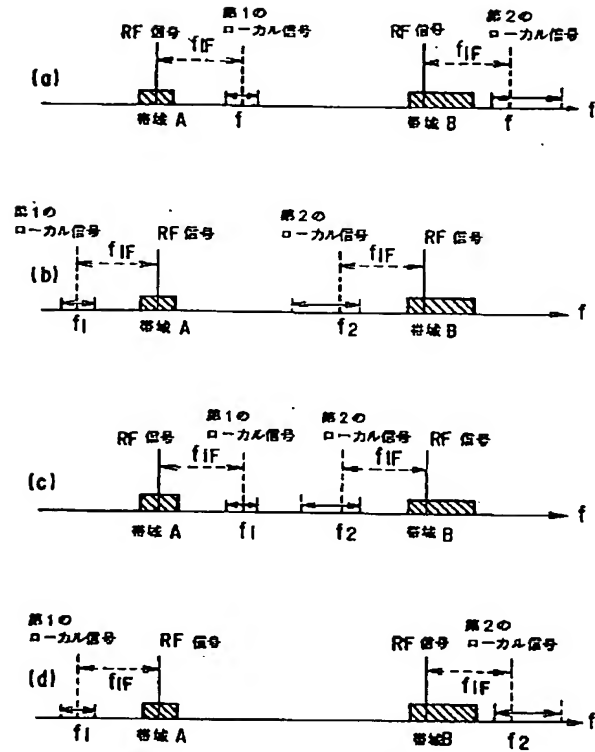 第1の
ローカル信号
第2の
ローカル信号
RF 信号
fIF
RF 信号
fIF
(a)
帯域 A
f
帯域 B
f
f
第1の
ローカル信号
第2の
ローカル信号
RF 信号
RF 信号
fIF
fIF
(b)
f1
帯域 A
f2
帯域 B
f
第1の
ローカル信号
第2の
ローカル信号
RF 信号
RF 信号
fIF
fIF
(c)
帯域 A
f1
f2
帯域 B
f
第1の
ローカル信号
RF 信号
RF 信号
第2の
ローカル信号
fIF
fIF
(d)
f1
帯域 A
帯域B
f2
f